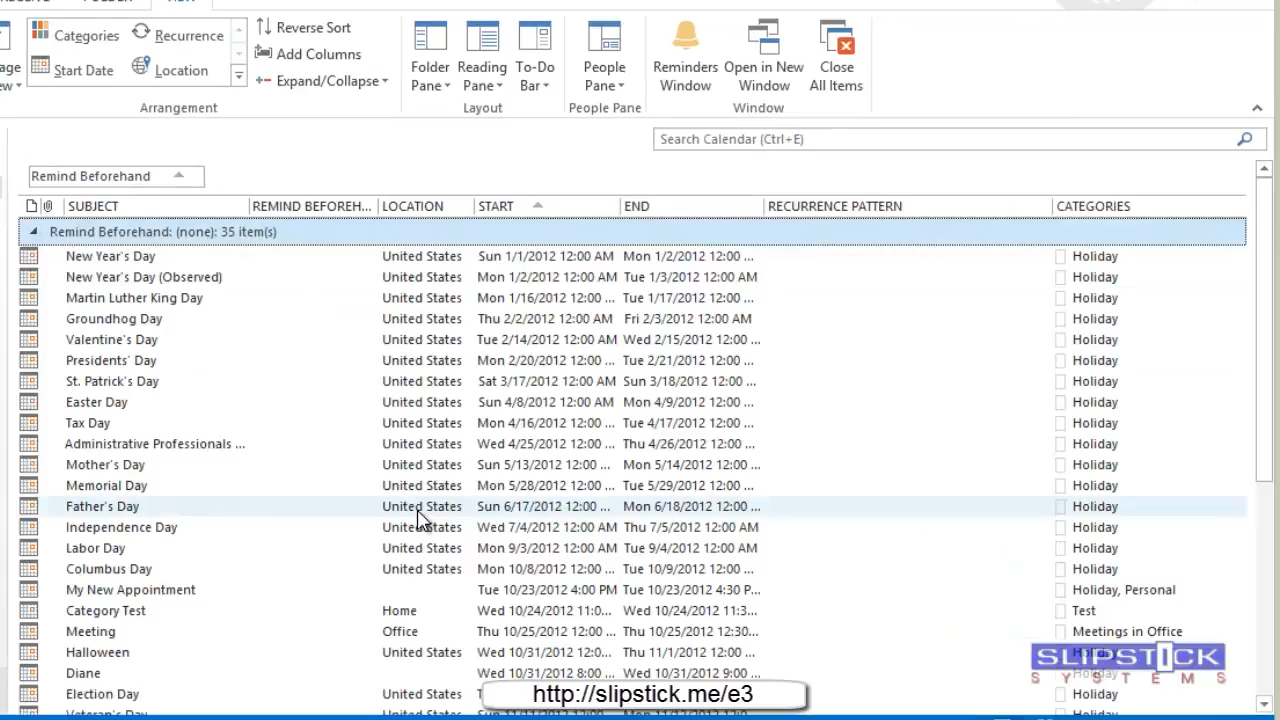 FOLDER
VIEW
Categories Recurrence
Start Date Location
Arrangement
Reverse Sort
Add Columns
Expand/Collapse
Folder Pane
Reading Pane
To-Do Bar
Layout
People Pane
People Pane
Reminders Window
Open in New Window
Close All Items
Window
Search Calendar (Ctrl+E)
Remind Beforehand
SUBJECT REMIND BEFOREH... LOCATION START END RECURRENCE PATTERN CATEGORIES
Remind Beforehand: (none): 35 item(s)
New Year's Day United States Sun 1/1/2012 12:00 AM Mon 1/2/2012 12:00 ... Holiday
New Year's Day (Observed) United States Mon 1/2/2012 12:00 AM Tue 1/3/2012 12:00 AM Holiday
Martin Luther King Day United States Mon 1/16/2012 12:00 ... Tue 1/17/2012 12:00 ... Holiday
Groundhog Day United States Thu 2/2/2012 12:00 AM Fri 2/3/2012 12:00 AM Holiday
Valentine's Day United States Tue 2/14/2012 12:00 AM Wed 2/15/2012 12:00 ... Holiday
Presidents' Day United States Mon 2/20/2012 12:00 ... Tue 2/21/2012 12:00 ... Holiday
St. Patrick's Day United States Sat 3/17/2012 12:00 AM Sun 3/18/2012 12:00 ... Holiday
Easter Day United States Sun 4/8/2012 12:00 AM Mon 4/9/2012 12:00 ... Holiday
Tax Day United States Mon 4/16/2012 12:00 ... Tue 4/17/2012 12:00 ... Holiday
Administrative Professionals ... United States Wed 4/25/2012 12:00 ... Thu 4/26/2012 12:00 ... Holiday
Mother's Day United States Sun 5/13/2012 12:00 ... Mon 5/14/2012 12:00 ... Holiday
Memorial Day United States Mon 5/28/2012 12:00 ... Tue 5/29/2012 12:00 ... Holiday
Father's Day United States Sun 6/17/2012 12:00 ... Mon 6/18/2012 12:00 ... Holiday
Independence Day United States Wed 7/4/2012 12:00 AM Thu 7/5/2012 12:00 AM Holiday
Labor Day United States Mon 9/3/2012 12:00 AM Tue 9/4/2012 12:00 AM Holiday
Columbus Day United States Mon 10/8/2012 12:00 ... Tue 10/9/2012 12:00 ... Holiday
My New Appointment Tue 10/23/2012 4:00 PM Tue 10/23/2012 4:30 P... Holiday, Personal
Category Test Home Wed 10/24/2012 11:0... Wed 10/24/2012 11:3... Test
Meeting Office Thu 10/25/2012 12:00 ... Thu 10/25/2012 12:30... Meetings in Office
Halloween United States Wed 10/31/2012 12:0... Thu 11/1/2012 12:00 ... Holiday
Diane Wed 10/31/2012 8:00 ... Wed 10/31/2012 9:00 ... Holiday
Election Day United States Holiday
Veteran's Day United States
SLIPSTICK
SYSTEMS
http://slipstick.me/e3